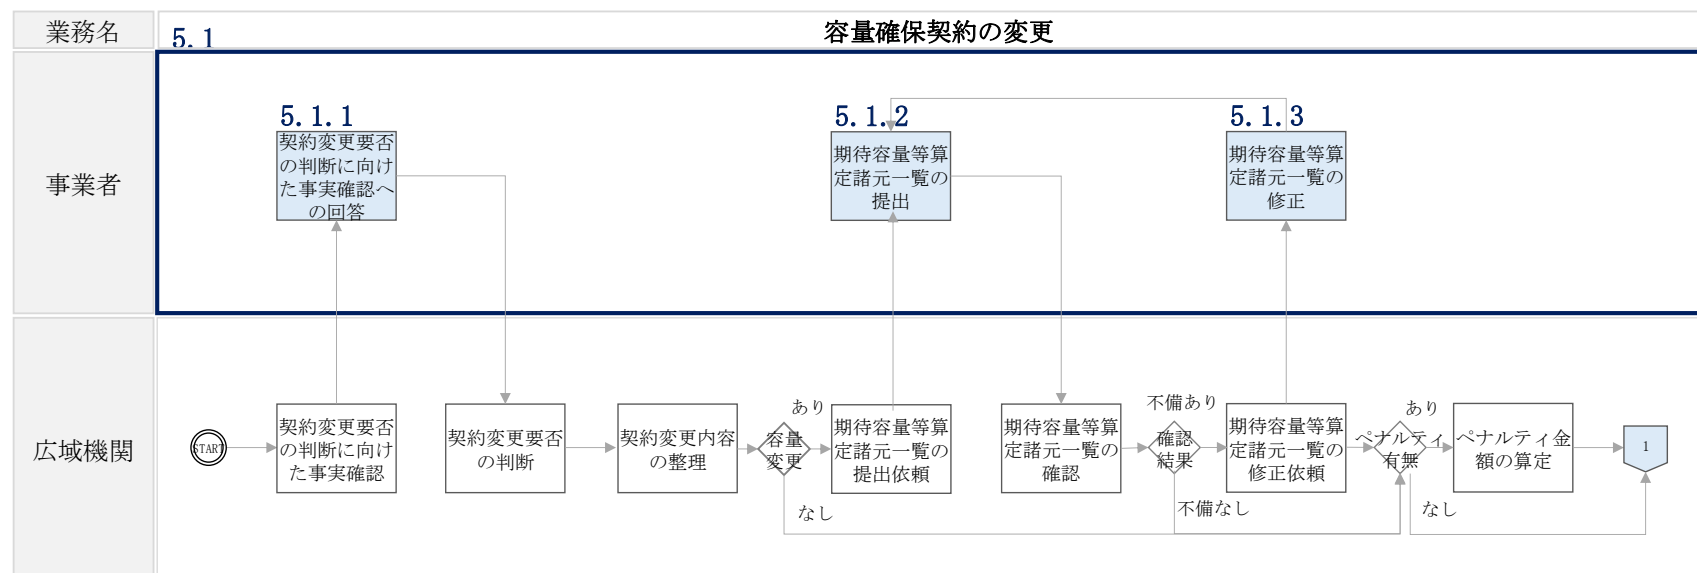 業務名
5.1
容量確保契約の変更
事業者
5.1.1
契約変更要否
の判断に向け
た事実確認へ
の回答
5.1.2
期待容量等算
定諸元一覧の
提出
5.1.3
期待容量等算
定諸元一覧の
修正
広域機関
START
契約変更要否
の判断に向け
た事実確認
契約変更要否
の判断
契約変更内容
の整理
容量
変更
あり
なし
期待容量等算
定諸元一覧の
提出依頼
期待容量等算
定諸元一覧の
確認
確認
結果
不備あり
不備なし
期待容量等算
定諸元一覧の
修正依頼
ペナルティ
有無
あり
なし
ペナルティ金
額の算定
1